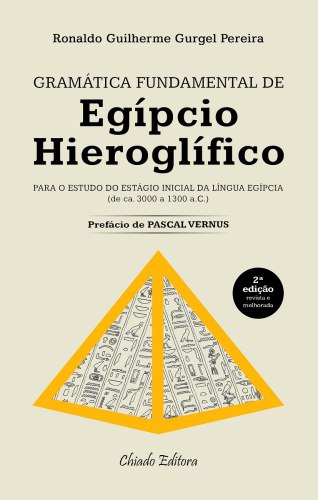 Ronaldo Guilherme Gurgel Pereira
GRAMÁTICA FUNDAMENTAL DE
Egípcio
Hieroglífico
PARA O ESTUDO DO ESTÁGIO INICIAL DA LÍNGUA EGÍPCIA
(de ca. 3000 a 1300 a.C.)
Prefácio de PASCAL VERNUS
2ª
edição
revista e
melhorada
Chiado Editora